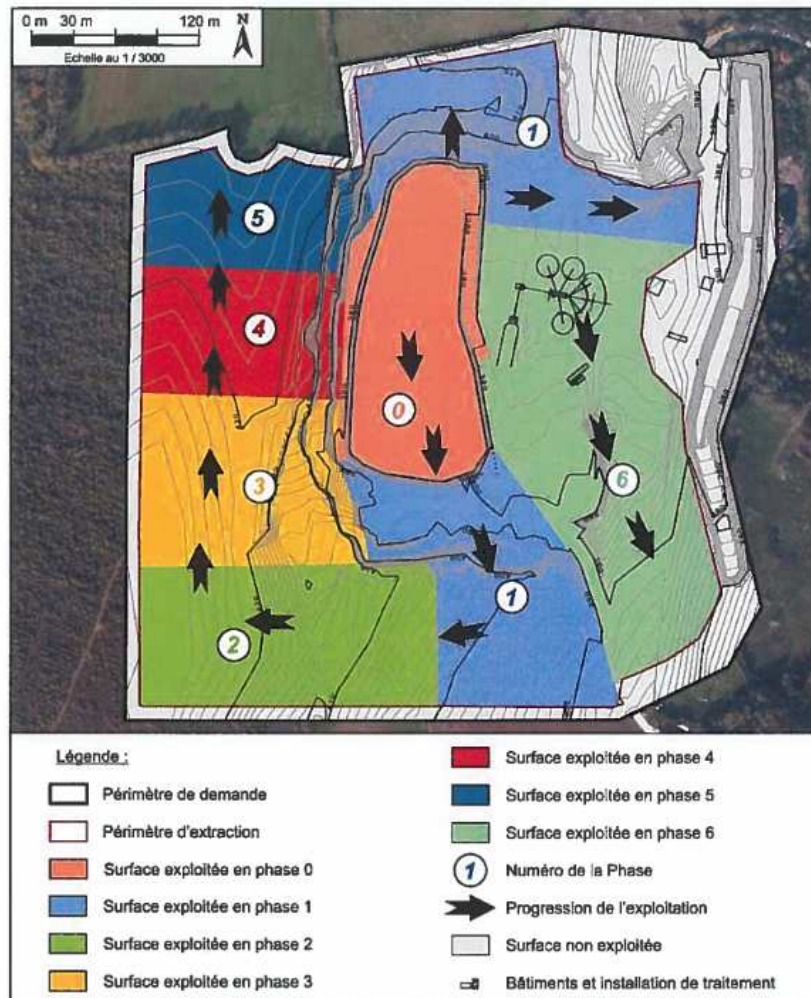 0 m 30 m 120 m
N
Echelle au 1 / 3000
1
5
4
0
3
6
1
2
Légende :
Périmètre de demande
Périmètre d'extraction
Surface exploitée en phase 0
Surface exploitée en phase 1
Surface exploitée en phase 2
Surface exploitée en phase 3
Surface exploitée en phase 4
Surface exploitée en phase 5
Surface exploitée en phase 6
1 Numéro de la Phase
Progression de l'exploitation
Surface non exploitée
Bâtiments et installation de traitement